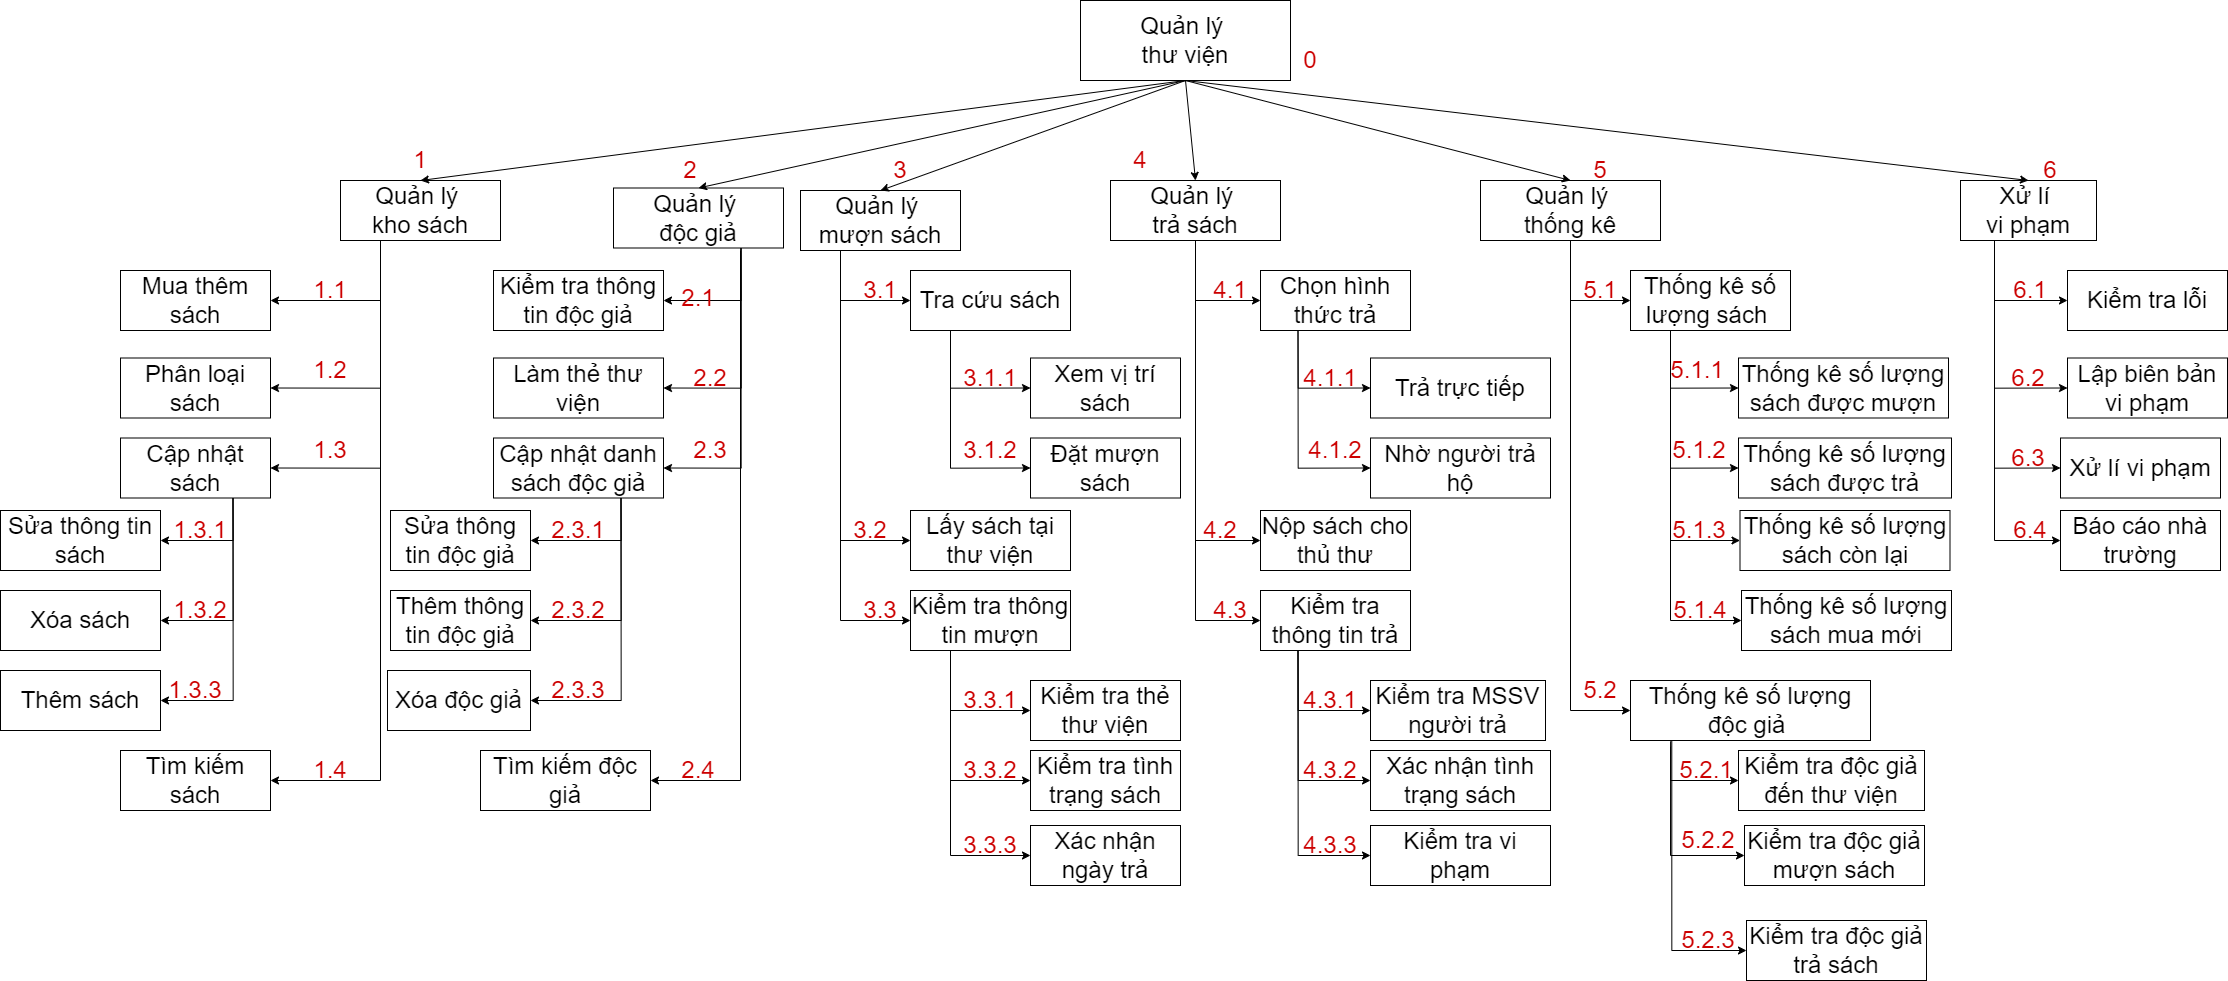 Quản lý
thư viện
0
1
Quản lý
kho sách
1.1
Mua thêm
sách
1.2
Phân loại
sách
1.3
Cập nhật
sách
1.3.1
Sửa thông tin
sách
1.3.2
Xóa sách
1.3.3
Thêm sách
1.4
Tìm kiếm
sách
2
Quản lý
độc giả
2.1
Kiểm tra thông
tin độc giả
2.2
Làm thẻ thư
viện
2.3
Cập nhật danh
sách độc giả
2.3.1
Sửa thông
tin độc giả
2.3.2
Thêm thông
tin độc giả
2.3.3
Xóa độc giả
2.4
Tìm kiếm độc
giả
3
Quản lý
mượn sách
3.1
Tra cứu sách
3.1.1
Xem vị trí
sách
3.1.2
Đặt mượn
sách
3.2
Lấy sách tại
thư viện
3.3
Kiểm tra thông
tin mượn
3.3.1
Kiểm tra thẻ
thư viện
3.3.2
Kiểm tra tình
trạng sách
3.3.3
Xác nhận
ngày trả
4
Quản lý
trả sách
4.1
Chọn hình
thức trả
4.1.1
Trả trực tiếp
4.1.2
Nhờ người trả
hộ
4.2
Nộp sách cho
thủ thư
4.3
Kiểm tra
thông tin trả
4.3.1
Kiểm tra MSSV
người trả
4.3.2
Xác nhận tình
trạng sách
4.3.3
Kiểm tra vi
phạm
5
Quản lý
thống kê
5.1
Thống kê số
lượng sách
5.1.1
Thống kê số lượng
sách được mượn
5.1.2
Thống kê số lượng
sách được trả
5.1.3
Thống kê số lượng
sách còn lại
5.1.4
Thống kê số lượng
sách mua mới
5.2
Thống kê số lượng
độc giả
5.2.1
Kiểm tra độc giả
đến thư viện
5.2.2
Kiểm tra độc giả
mượn sách
5.2.3
Kiểm tra độc giả
trả sách
6
Xử lí
vi phạm
6.1
Kiểm tra lỗi
6.2
Lập biên bản
vi phạm
6.3
Xử lí vi phạm
6.4
Báo cáo nhà
trường